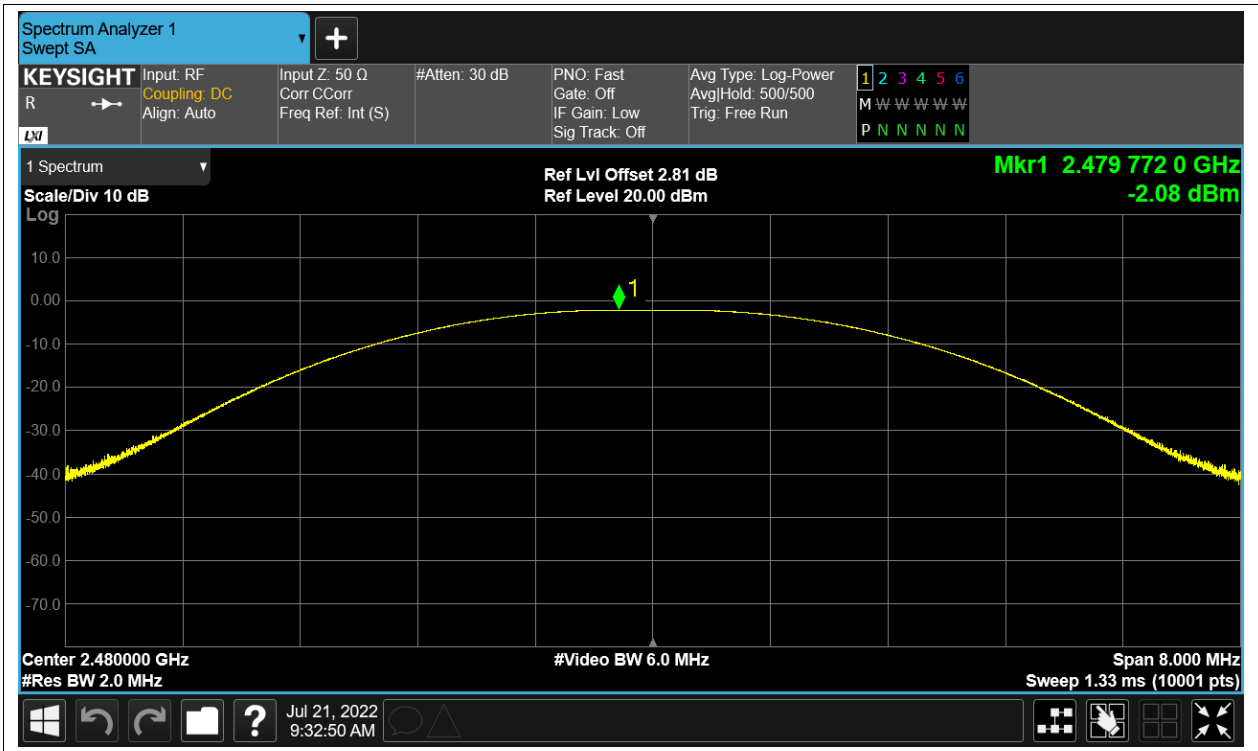 Spectrum Analyzer 1
Swept SA
+
KEYSIGHT
R
LXI
Input: RF
Coupling: DC
Align: Auto
Input Z: 50 Ω
Corr CCorr
Freq Ref: Int (S)
#Atten: 30 dB
PNO: Fast
Gate: Off
IF Gain: Low
Sig Track: Off
Avg Type: Log-Power
Avg|Hold: 500/500
Trig: Free Run
1 2 3 4 5 6
M W W W W W
P N N N N N
1 Spectrum
Scale/Div 10 dB
Log
Ref Lvl Offset 2.81 dB
Ref Level 20.00 dBm
Mkr1 2.479 772 0 GHz
-2.08 dBm
10.0
0.00
-10.0
-20.0
-30.0
-40.0
-50.0
-60.0
-70.0
1
Center 2.480000 GHz
#Res BW 2.0 MHz
#Video BW 6.0 MHz
Span 8.000 MHz
Sweep 1.33 ms (10001 pts)
?
Jul 21, 2022
9:32:50 AM